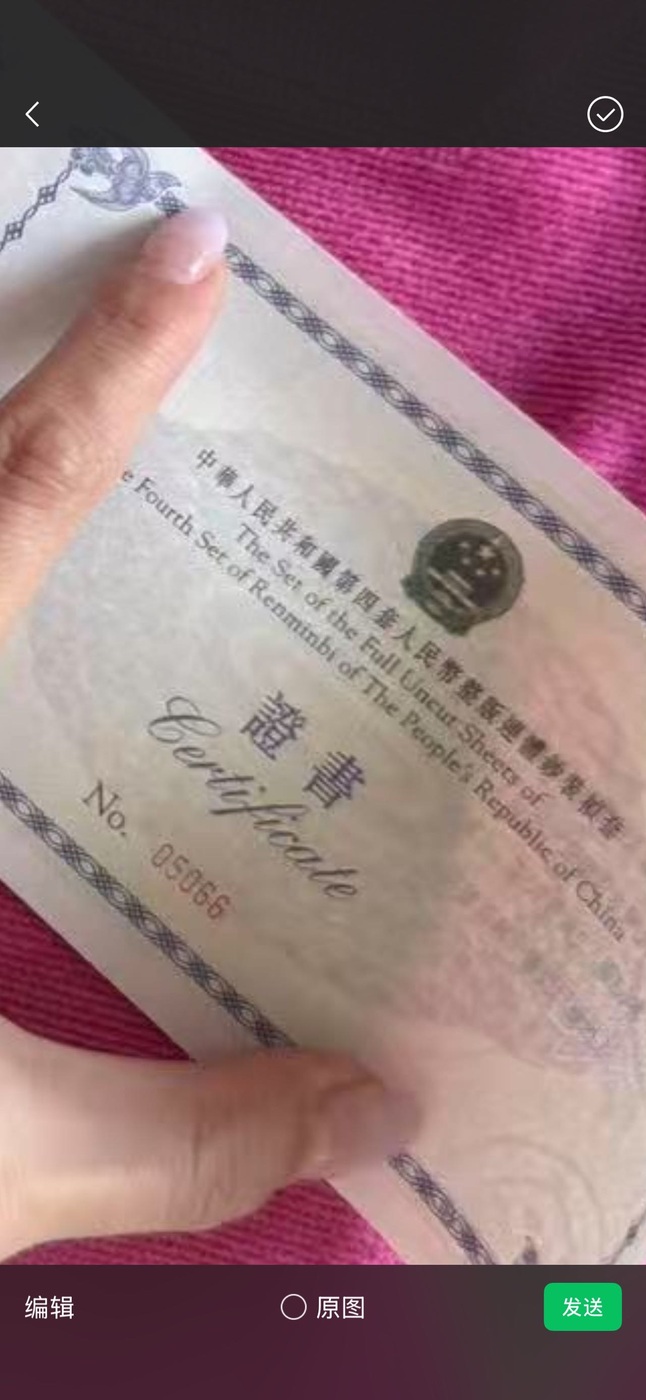 中華人民共和國第四套人民幣整版連體鈔珍藏冊
The Set of the Full Uncut Sheets of
e Fourth Set of Renminbi of The People's Republic of China
證書
Certificate
No. 05066
编辑
原图
发送